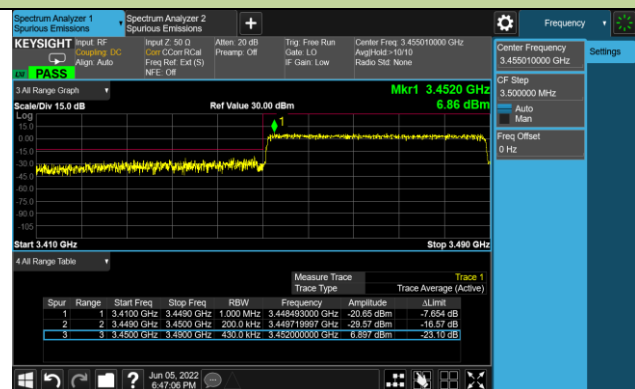 Spectrum Analyzer 1
Spurious Emissions
Spectrum Analyzer 2
Spurious Emissions
Frequency
KEYSIGHT
Input: RF
Coupling: DC
Align: Auto
Input Z: 50 Ω
Corr CCorr RCal
Freq Ref: Ext (S)
NFE: Off
Atten: 20 dB
Preamp: Off
Trig: Free Run
Gate: LO
IF Gain: Low
Center Freq: 3.455010000 GHz
Avg|Hold:>10/10
Radio Std: None
PASS
Center Frequency
3.455010000 GHz
Settings
CF Step
3.500000 MHz
Auto
Man
Freq Offset
0 Hz
3 All Range Graph
Mkr1 3.4520 GHz
Scale/Div 15.0 dB
Ref Value 30.00 dBm
6.86 dBm
Log
15.0
0.00
-15.0
-30.0
-45.0
-60.0
-75.0
-90.0
-105
1
Start 3.410 GHz
Stop 3.490 GHz
4 All Range Table
Measure Trace Trace 1
Trace Type Trace Average (Active)
Spur Range Start Freq Stop Freq RBW Frequency Amplitude ΔLimit
1 1 3.4100 GHz 3.4490 GHz 1.000 MHz 3.448493000 GHz -20.65 dBm -7.654 dB
2 2 3.4490 GHz 3.4500 GHz 200.0 kHz 3.449719997 GHz -29.57 dBm -16.57 dB
3 3 3.4500 GHz 3.4900 GHz 430.0 kHz 3.452000000 GHz 6.897 dBm -23.10 dB
Jun 05, 2022
6:47:06 PM